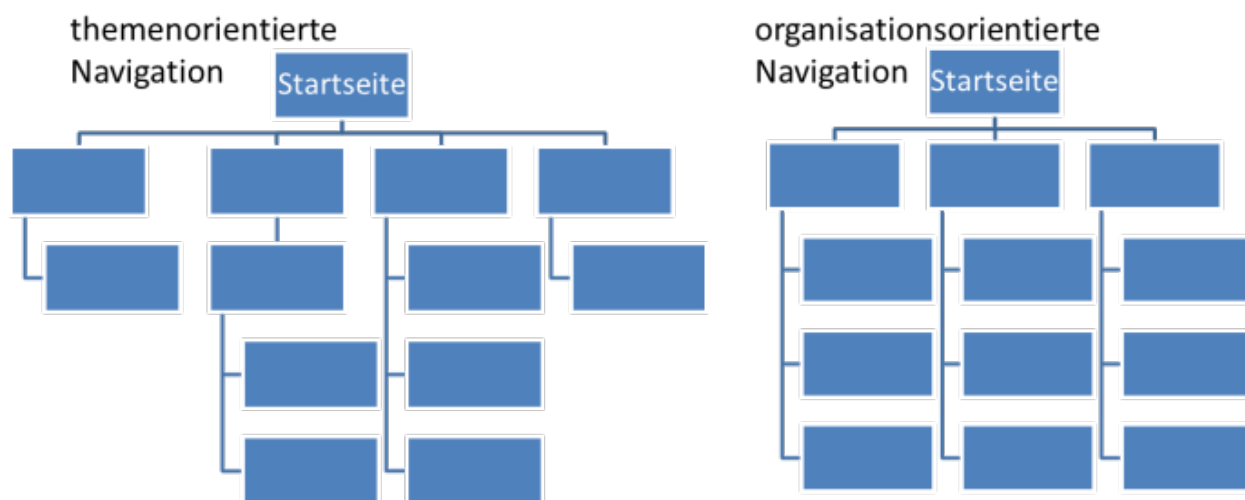 themenorientierte
Navigation
Startseite
organisationsorientierte
Navigation
Startseite